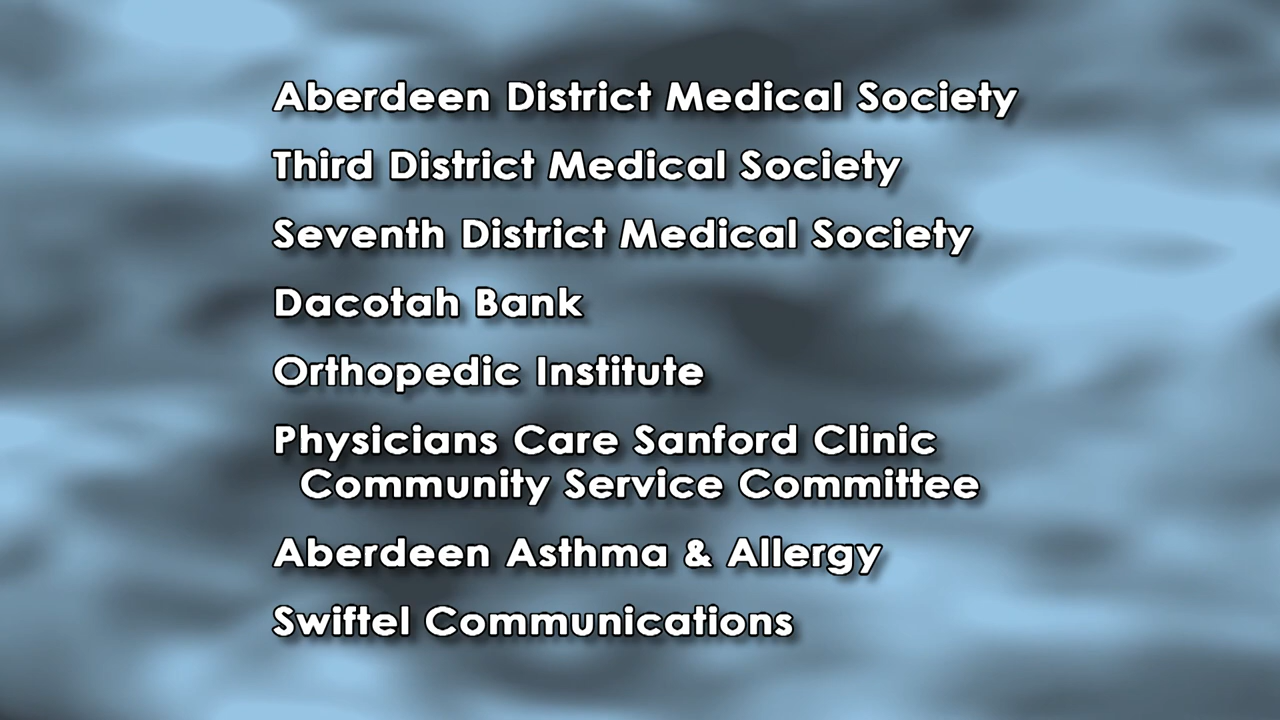 Aberdeen District Medical Society
Third District Medical Society
Seventh District Medical Society
Dacotah Bank
Orthopedic Institute
Physicians Care Sanford Clinic
Community Service Committee
Aberdeen Asthma & Allergy
Swiftel Communications